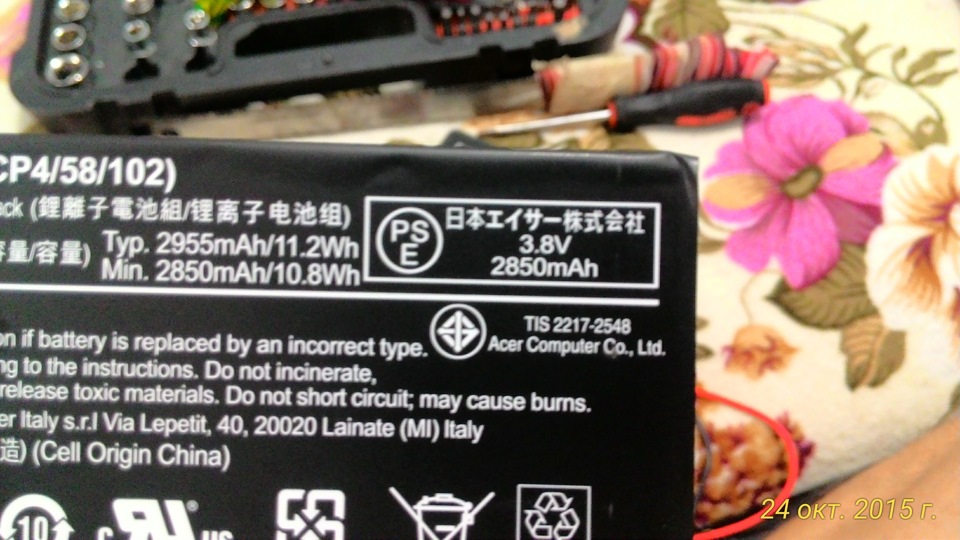 CP4/58/102)
(鋰離子電池組/锂离子电池组)
容量/容量) Typ. 2955mAh/11.2Wh
Min. 2850mAh/10.8Wh
PSE
日本エイサー株式会社
3.8V
2850mAh
TIS 2217-2548
Acer Computer Co., Ltd.
on if battery is replaced by an incorrect type.
ng to the instructions. Do not incinerate,
release toxic materials. Do not short circuit; may cause burns.
er Italy s.r.l Via Lepetit, 40, 20020 Lainate (MI) Italy
造) (Cell Origin China)
10
c RU® us
24 окт. 2015 г.